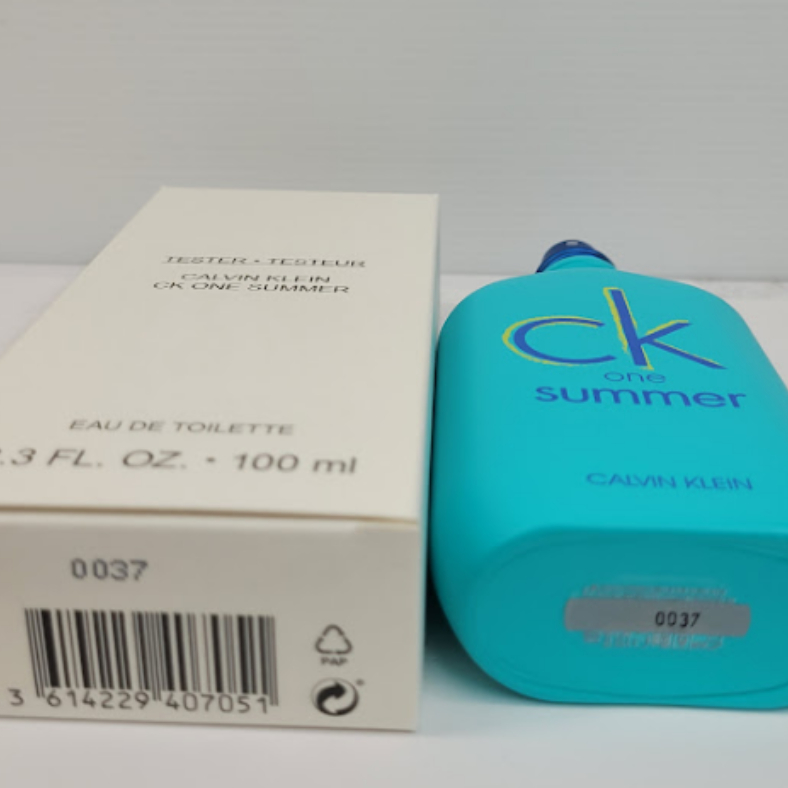 TESTER • TESTEUR
CALVIN KLEIN
CK ONE SUMMER
EAU DE TOILETTE
.3 FL. OZ. • 100 ml
0037
3 614229 407051
PAP
ck
one
summer
CALVIN KLEIN
0037